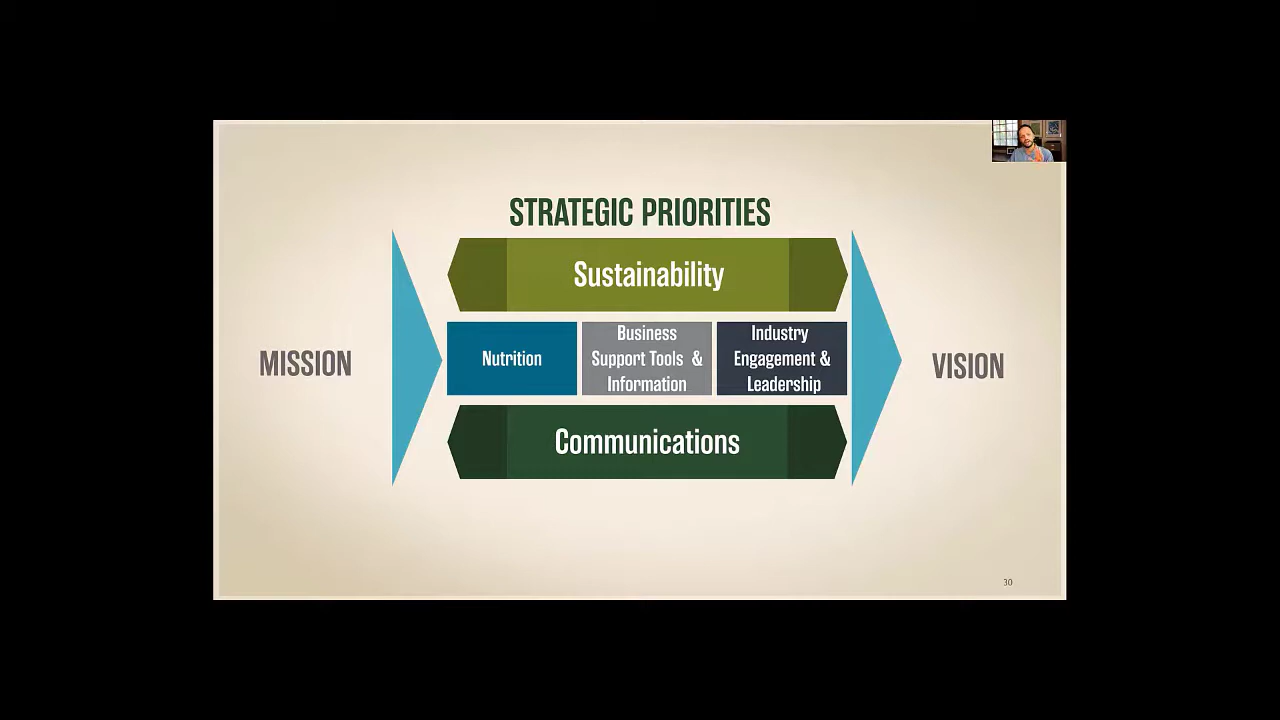 STRATEGIC PRIORITIES
Sustainability
MISSION
Nutrition
Business
Support Tools &
Information
Industry
Engagement &
Leadership
VISION
Communications
30